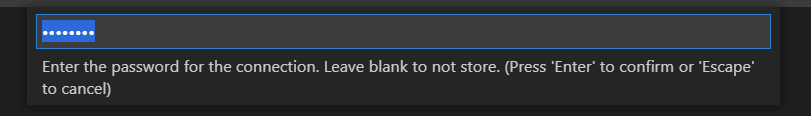 ••••••••
Enter the password for the connection. Leave blank to not store. (Press 'Enter' to confirm or 'Escape'
to cancel)